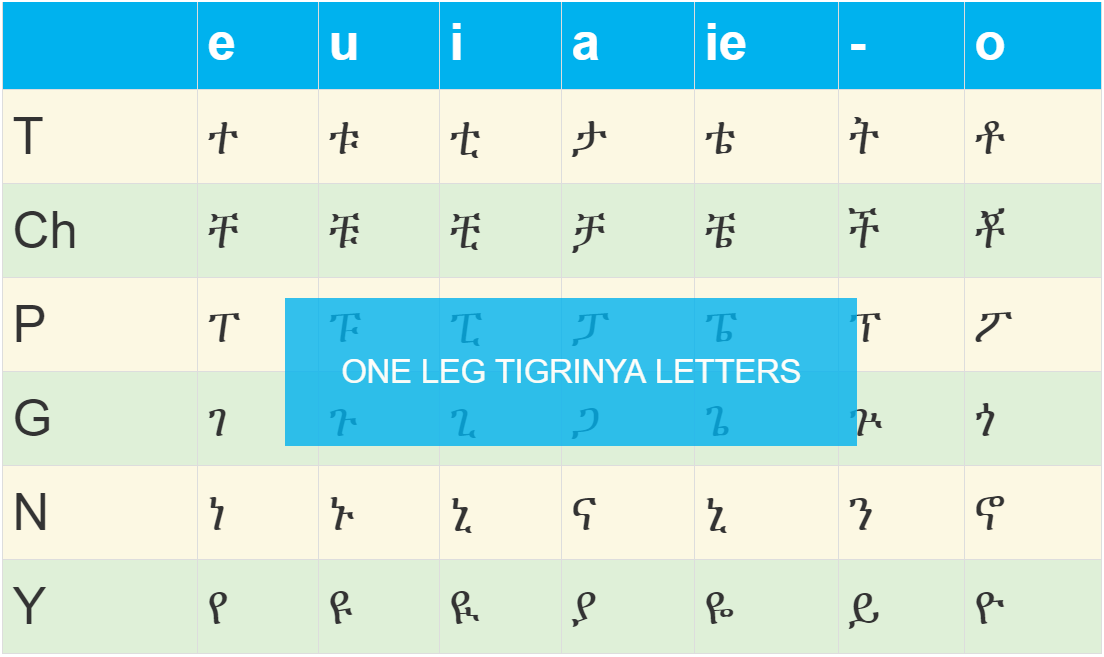 e u i a ie - o
T ተ ቱ ቲ ታ ቴ ት ቶ
Ch ቸ ቹ ቺ ቻ ቼ ች ቾ
P ፐ ፑ ፒ ፓ ፔ ፕ ፖ
ONE LEG TIGRINYA LETTERS
G ገ ጉ ጊ ጋ ጌ ጕ ጎ
N ነ ኑ ኒ ና ኒ ን ኖ
Y የ ዩ ዪ ያ ዬ ይ ዮ